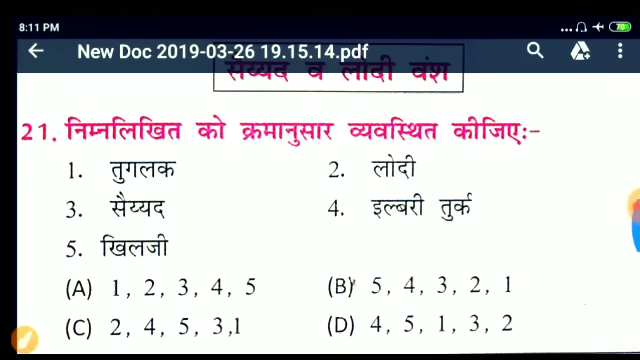 8:11 PM
70
New Doc 2019-03-26 19.15.14.pdf
सैय्यद व लोदी वंश
21. निम्नलिखित को क्रमानुसार व्यवस्थित कीजिए:-
1. तुगलक 2. लोदी
3. सैय्यद 4. इल्बरी तुर्क
5. खिलजी
(A) 1, 2, 3, 4, 5 (B) 5, 4, 3, 2, 1
(C) 2, 4, 5, 3,1 (D) 4, 5, 1, 3, 2